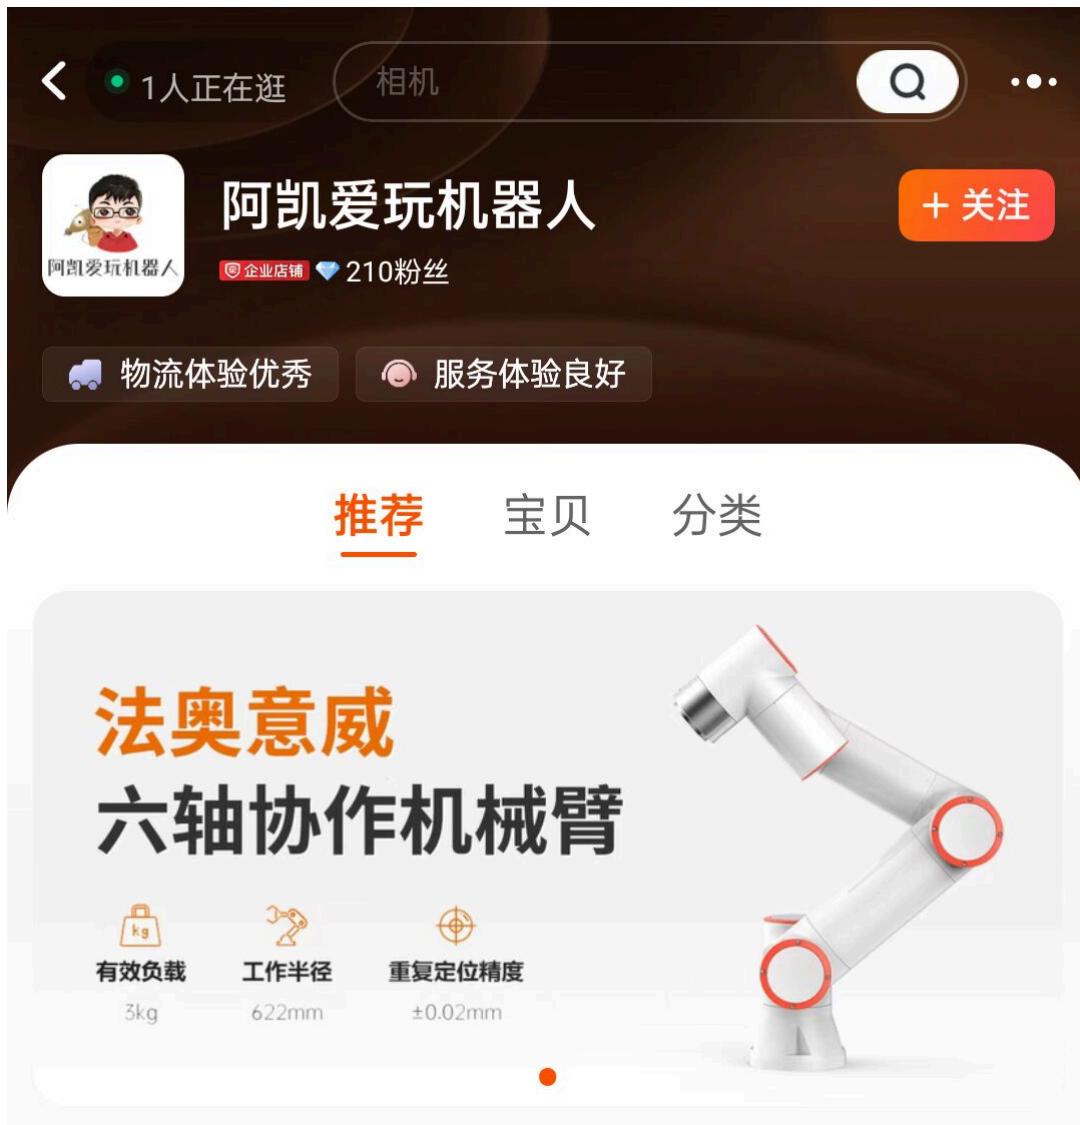 1人正在逛
相机
阿凯爱玩机器人
+ 关注
阿凯爱玩机器人
企业店铺 210粉丝
物流体验优秀 服务体验良好
推荐 宝贝 分类
法奥意威
六轴协作机械臂
kg
有效负载 工作半径 重复定位精度
3kg 622mm ±0.02mm